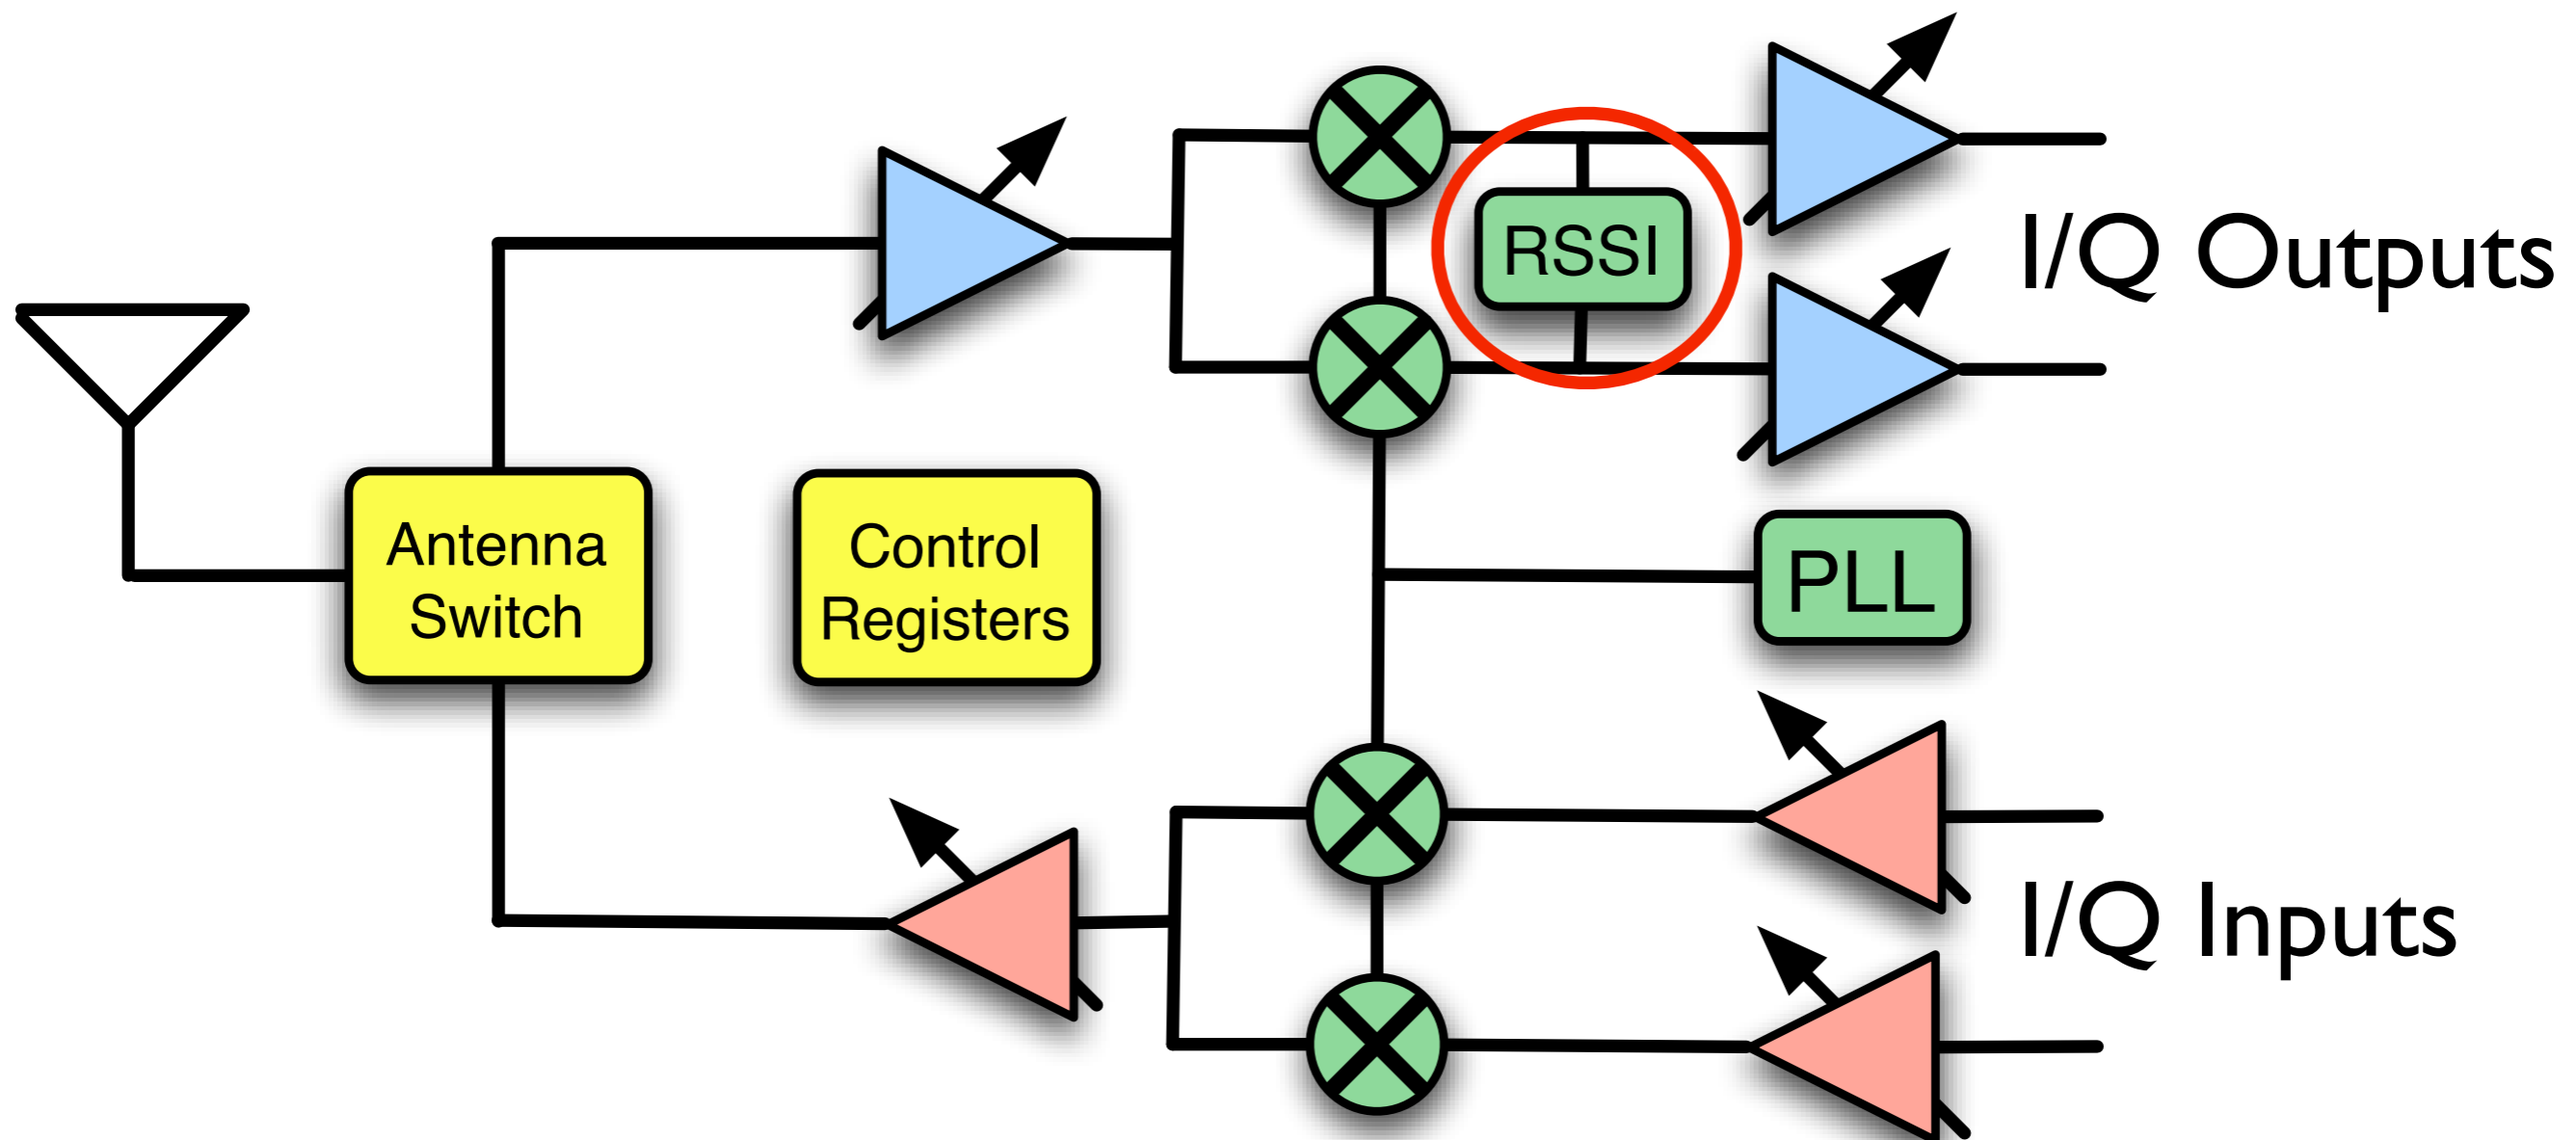 RSSI
I/Q Outputs
Antenna
Switch
Control
Registers
PLL
I/Q Inputs